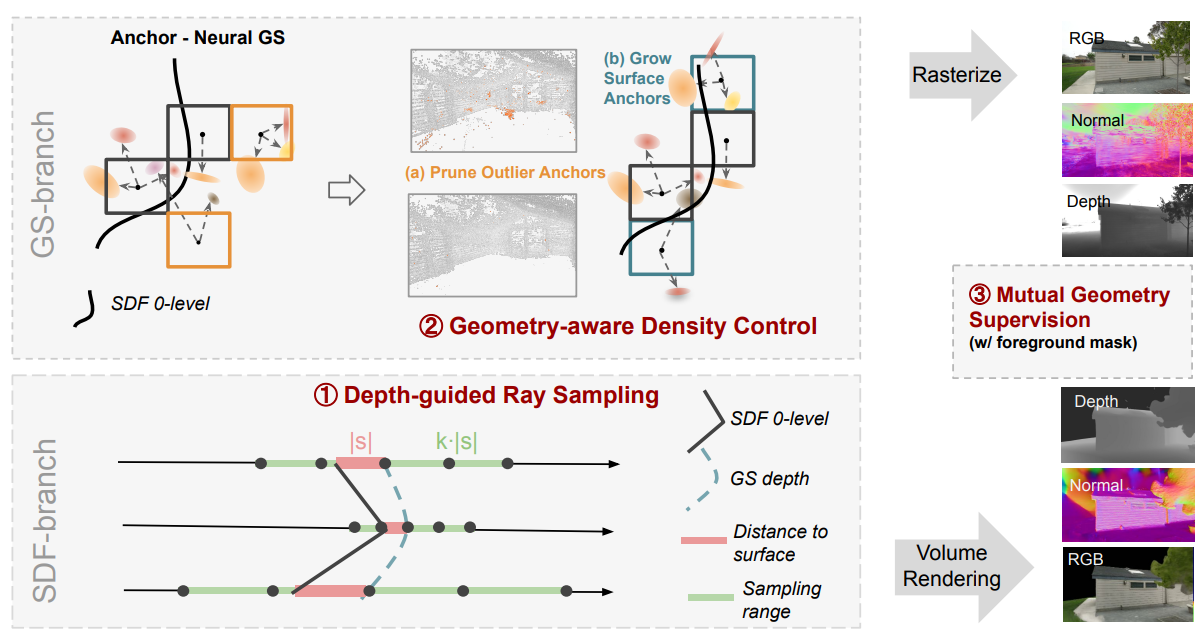 Anchor - Neural GS
GS-branch
SDF 0-level
(a) Prune Outlier Anchors
(b) Grow
Surface
Anchors
② Geometry-aware Density Control
Rasterize
RGB
Normal
Depth
③ Mutual Geometry
Supervision
(w/ foreground mask)
SDF-branch
① Depth-guided Ray Sampling
|s|
k·|s|
SDF 0-level
GS depth
Distance to
surface
Sampling
range
Volume
Rendering
Depth
Normal
RGB